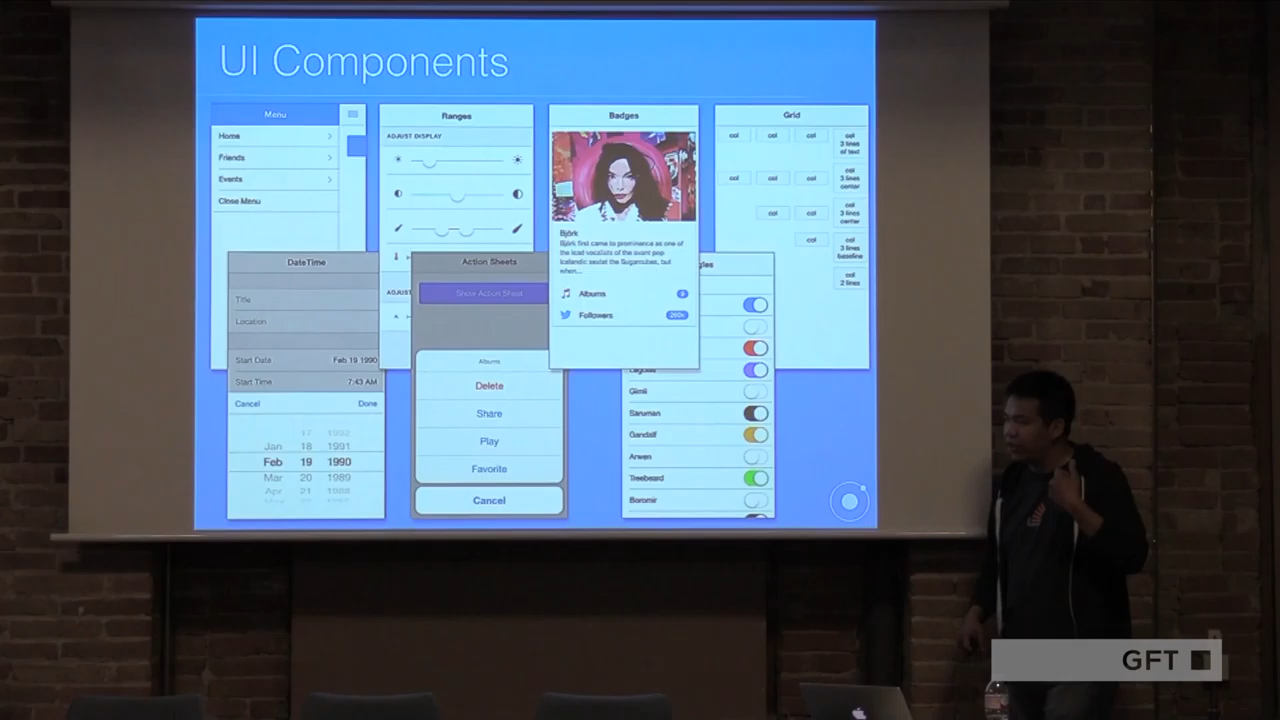 UI Components
Menu
Home
Friends
Events
Close Menu
Ranges
ADJUST DISPLAY
Badges
Björk
Björk first came to prominence as one of
the lead vocalists of the avant pop
Icelandic sextet the Sugarcubes, but
when...
Albums
Followers
260k
Grid
col col col col
3 lines
of text
col col col col
3 lines
center
col col col
3 lines
center
col col
3 lines
baseline
col
2 lines
DateTime
Title
Location
Start Date Feb 19 1990
Start Time 7:43 AM
Cancel Done
17 1992
Jan 18 1991
Feb 19 1990
Mar 20 1989
Apr 21 1988
ADJUST
Action Sheets
Show Action Sheet
Albums
Delete
Share
Play
Favorite
Cancel
gles
Gimli
Saruman
Gandalf
Arwen
Treebeard
Boromir
GFT